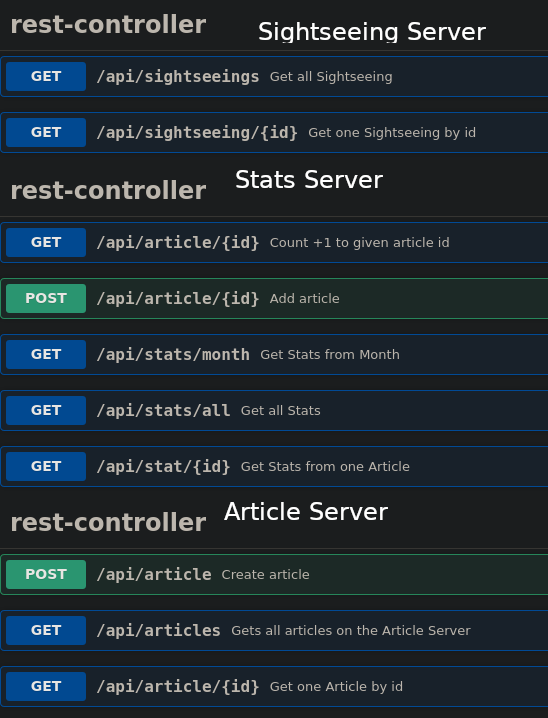 rest-controller Sightseeing Server
GET /api/sightseeings Get all Sightseeing
GET /api/sightseeing/{id} Get one Sightseeing by id
rest-controller Stats Server
GET /api/article/{id} Count +1 to given article id
POST /api/article/{id} Add article
GET /api/stats/month Get Stats from Month
GET /api/stats/all Get all Stats
GET /api/stat/{id} Get Stats from one Article
rest-controller Article Server
POST /api/article Create article
GET /api/articles Gets all articles on the Article Server
GET /api/article/{id} Get one Article by id